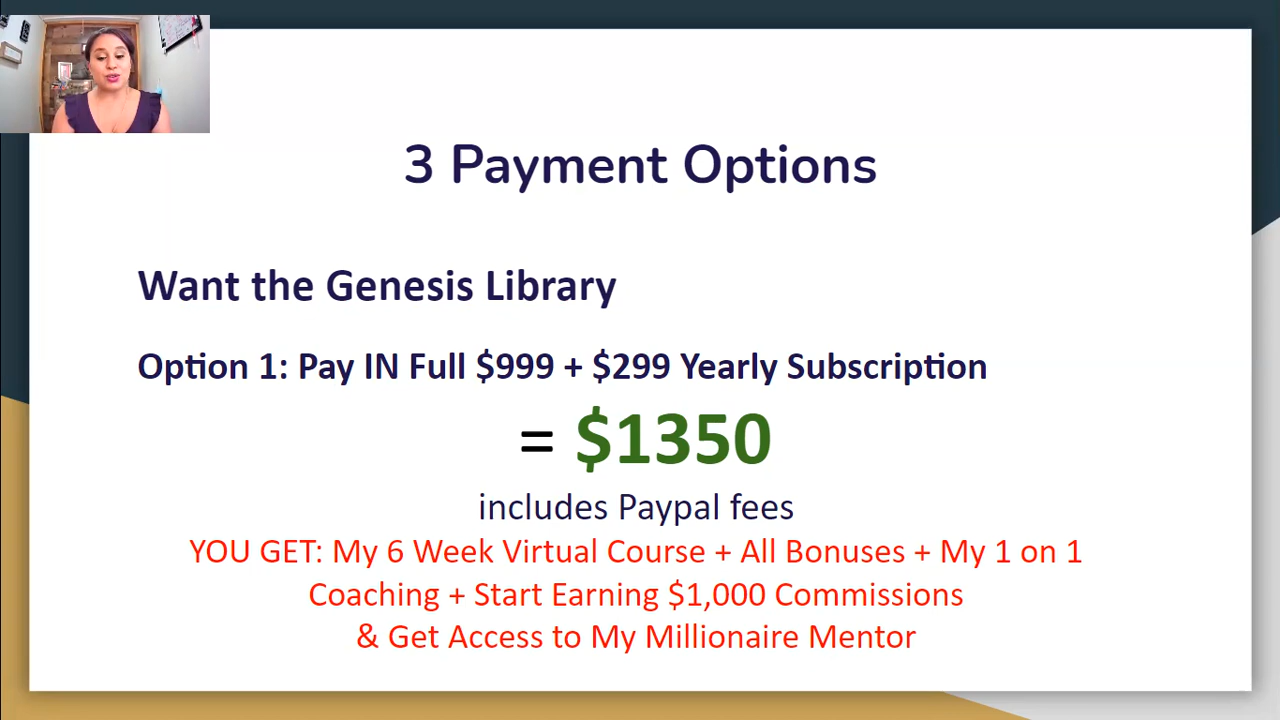 3 Payment Options
Want the Genesis Library
Option 1: Pay IN Full $999 + $299 Yearly Subscription
= $1350
includes Paypal fees
YOU GET: My 6 Week Virtual Course + All Bonuses + My 1 on 1
Coaching + Start Earning $1,000 Commissions
& Get Access to My Millionaire Mentor